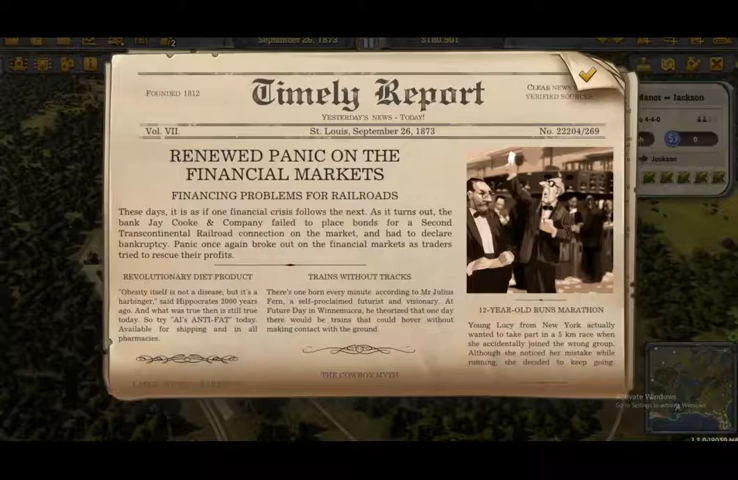 September 26, 1873
$180,901
FOUNDED 1812
Timely Report
CLEAR NEWS
VERIFIED SOURCES
YESTERDAY'S NEWS - TODAY!
Vol. VII.
St. Louis, September 26, 1873
No. 22204/269
RENEWED PANIC ON THE
FINANCIAL MARKETS
FINANCING PROBLEMS FOR RAILROADS
These days, it is as if one financial crisis follows the next. As it turns out, the
bank Jay Cooke & Company failed to place bonds for a Second
Transcontinental Railroad connection on the market, and had to declare
bankruptcy. Panic once again broke out on the financial markets as traders
tried to rescue their profits.
REVOLUTIONARY DIET PRODUCT
"Obesity itself is not a disease, but it's a
harbinger," said Hippocrates 2000 years
ago. And what was true then is still true
today. So try "Al's ANTI-FAT" today.
Available for shipping and in all
pharmacies.
TRAINS WITHOUT TRACKS
There's one born every minute according to Mr Julius
Fern, a self-proclaimed futurist and visionary. At
Future Day in Winnemucca, he theorized that one day
there would be trains that could hover without
making contact with the ground.
THE COWBOY MYTH
12-YEAR-OLD RUNS MARATHON
Young Lucy from New York actually
wanted to take part in a 5 km race when
she accidentally joined the wrong group.
Although she noticed her mistake while
running, she decided to keep going.
Manor
Jackson
4-4-0
0
Jackson
Activate Windows
Go to Settings to activate Windows.